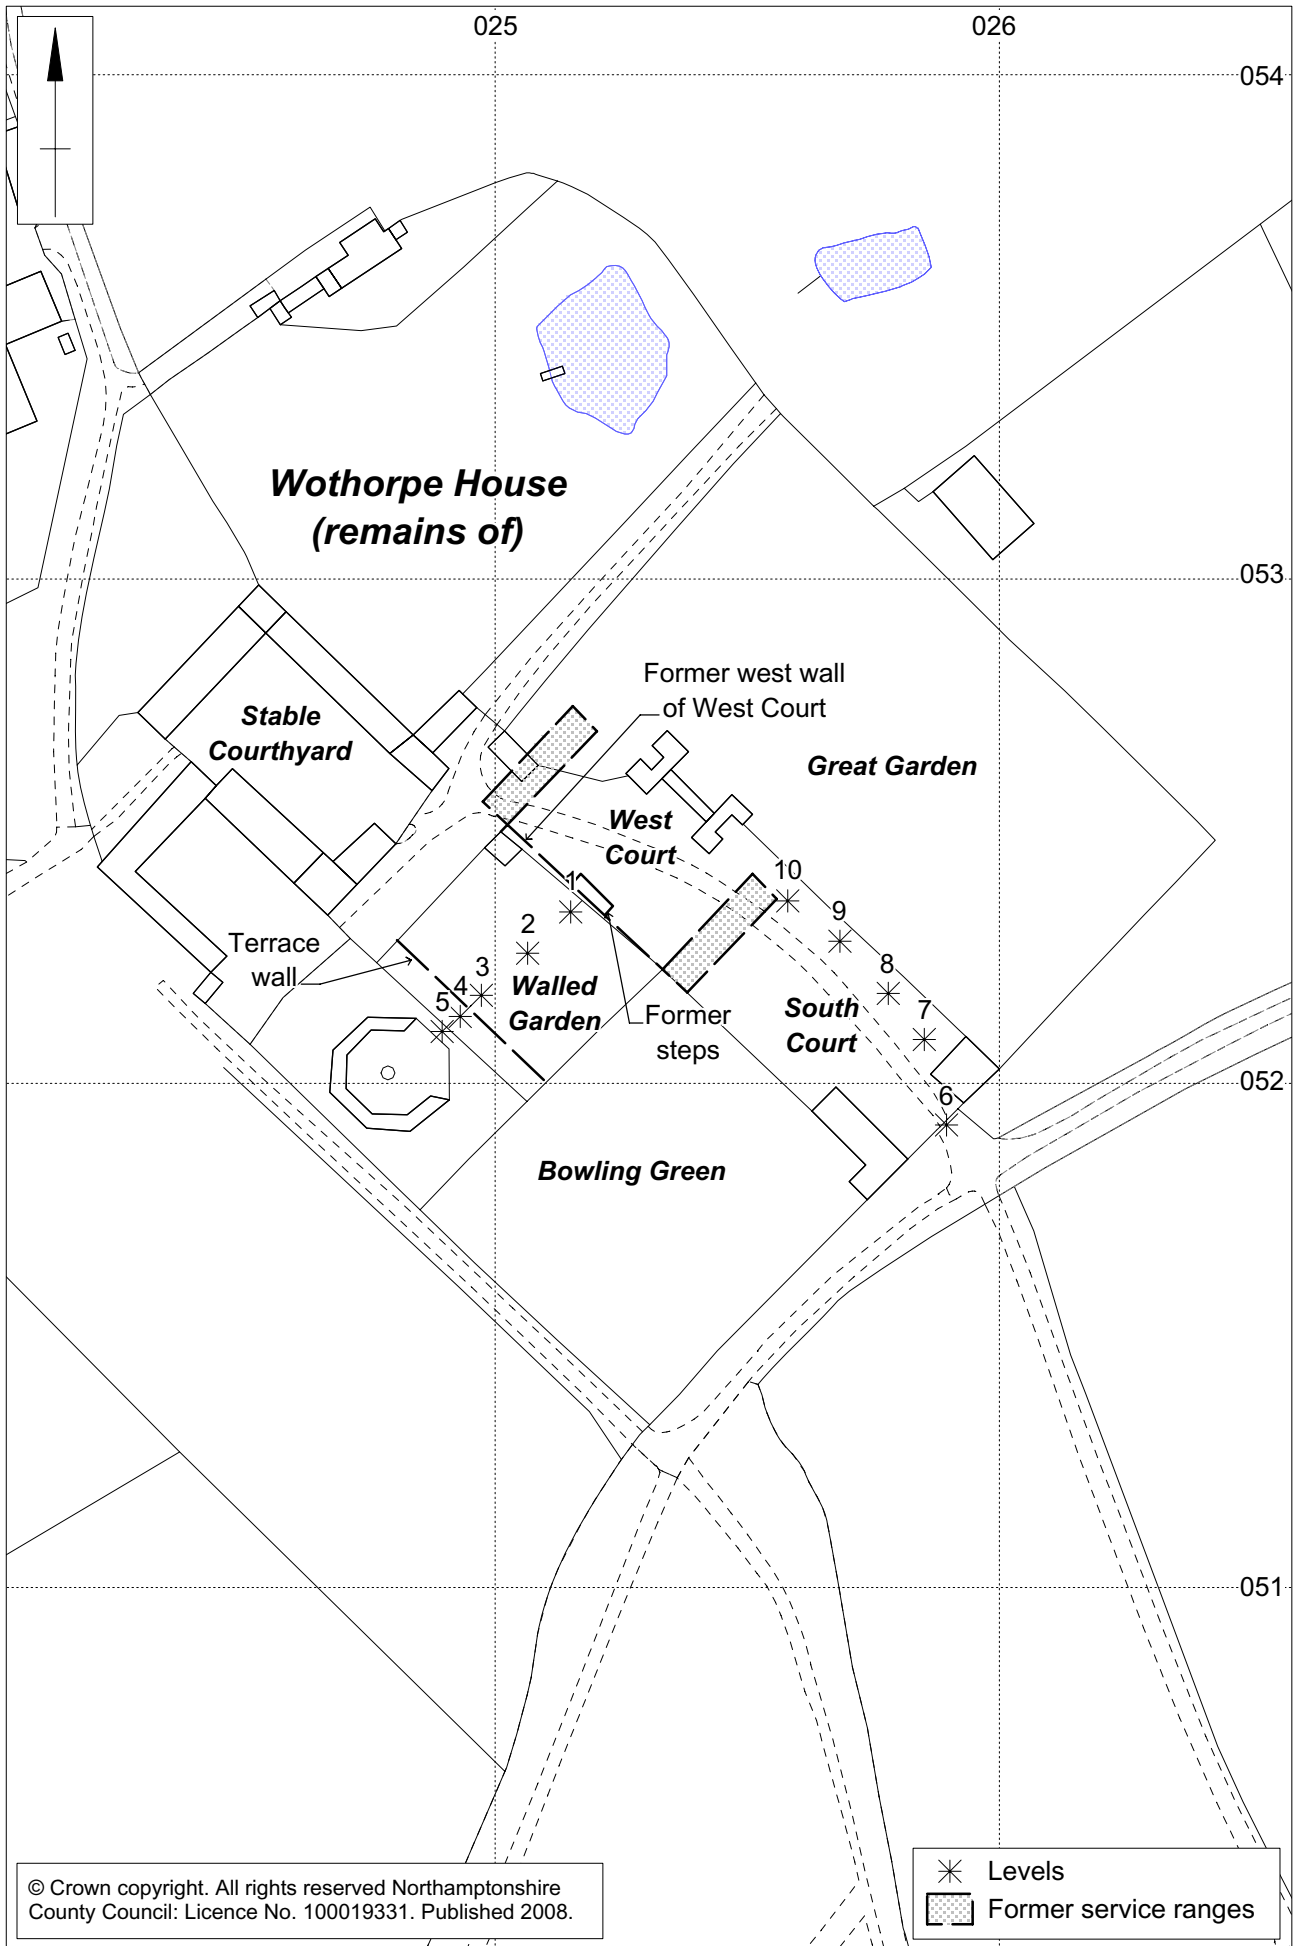 025
026
054
Wothorpe House
(remains of)
053
Former west wall
of West Court
Stable
Courthyard
Great Garden
West
Court
10
1
9
2
Terrace
wall
3
8
Walled
Garden
4
5
South
Court
7
Former
steps
052
6
Bowling Green
051
© Crown copyright. All rights reserved Northamptonshire
County Council: Licence No. 100019331. Published 2008.
Levels
Former service ranges